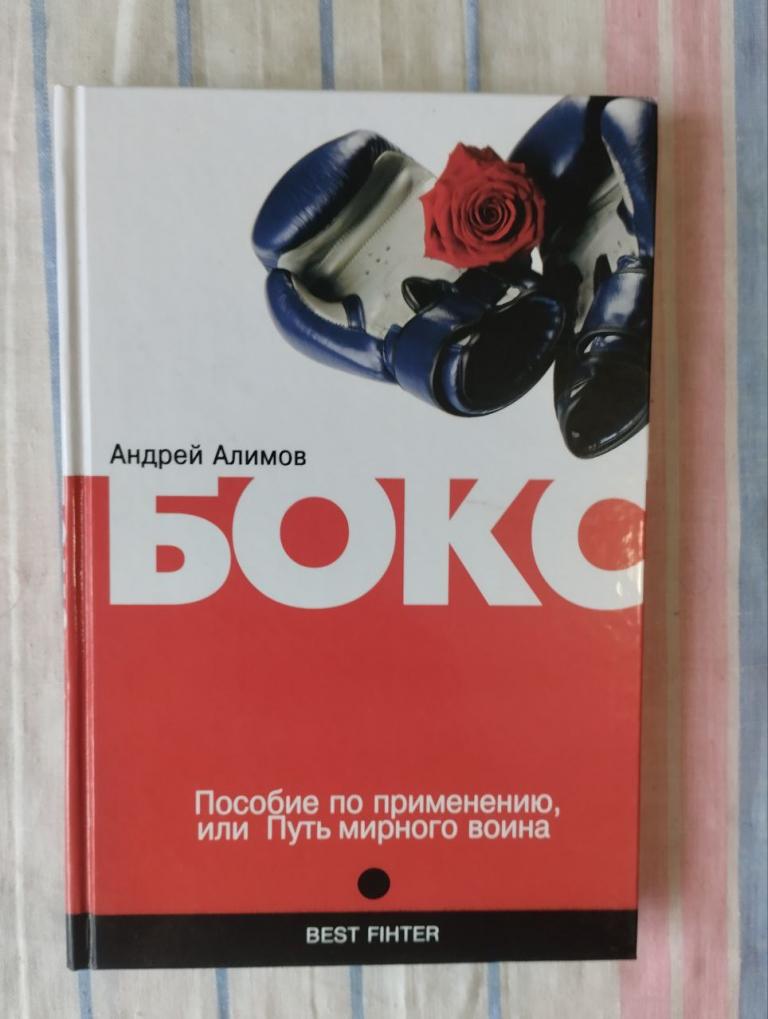 Андрей Алимов
БОКС
Пособие по применению,
или Путь мирного воина
BEST FIHTER